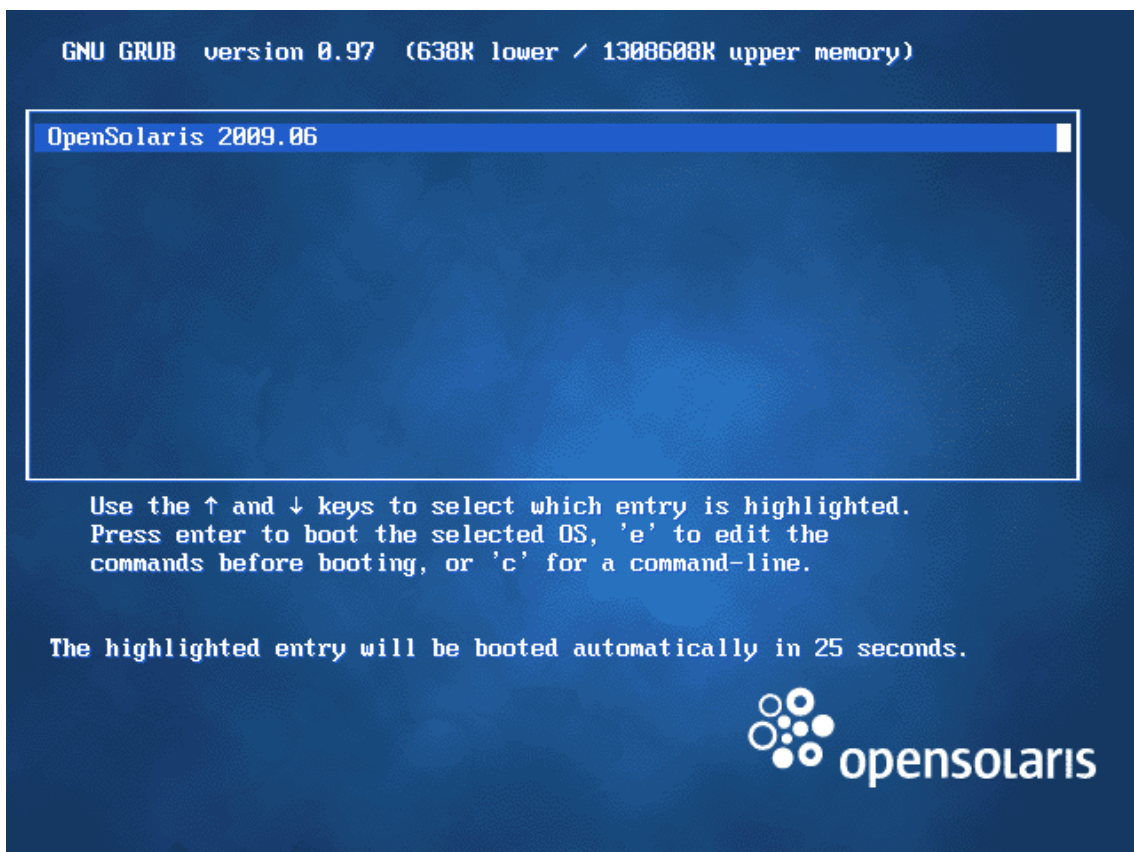 GNU GRUB version 0.97 (638K lower / 1308608K upper memory)
OpenSolaris 2009.06
Use the ↑ and ↓ keys to select which entry is highlighted.
Press enter to boot the selected OS, 'e' to edit the
commands before booting, or 'c' for a command-line.
The highlighted entry will be booted automatically in 25 seconds.
opensolaris